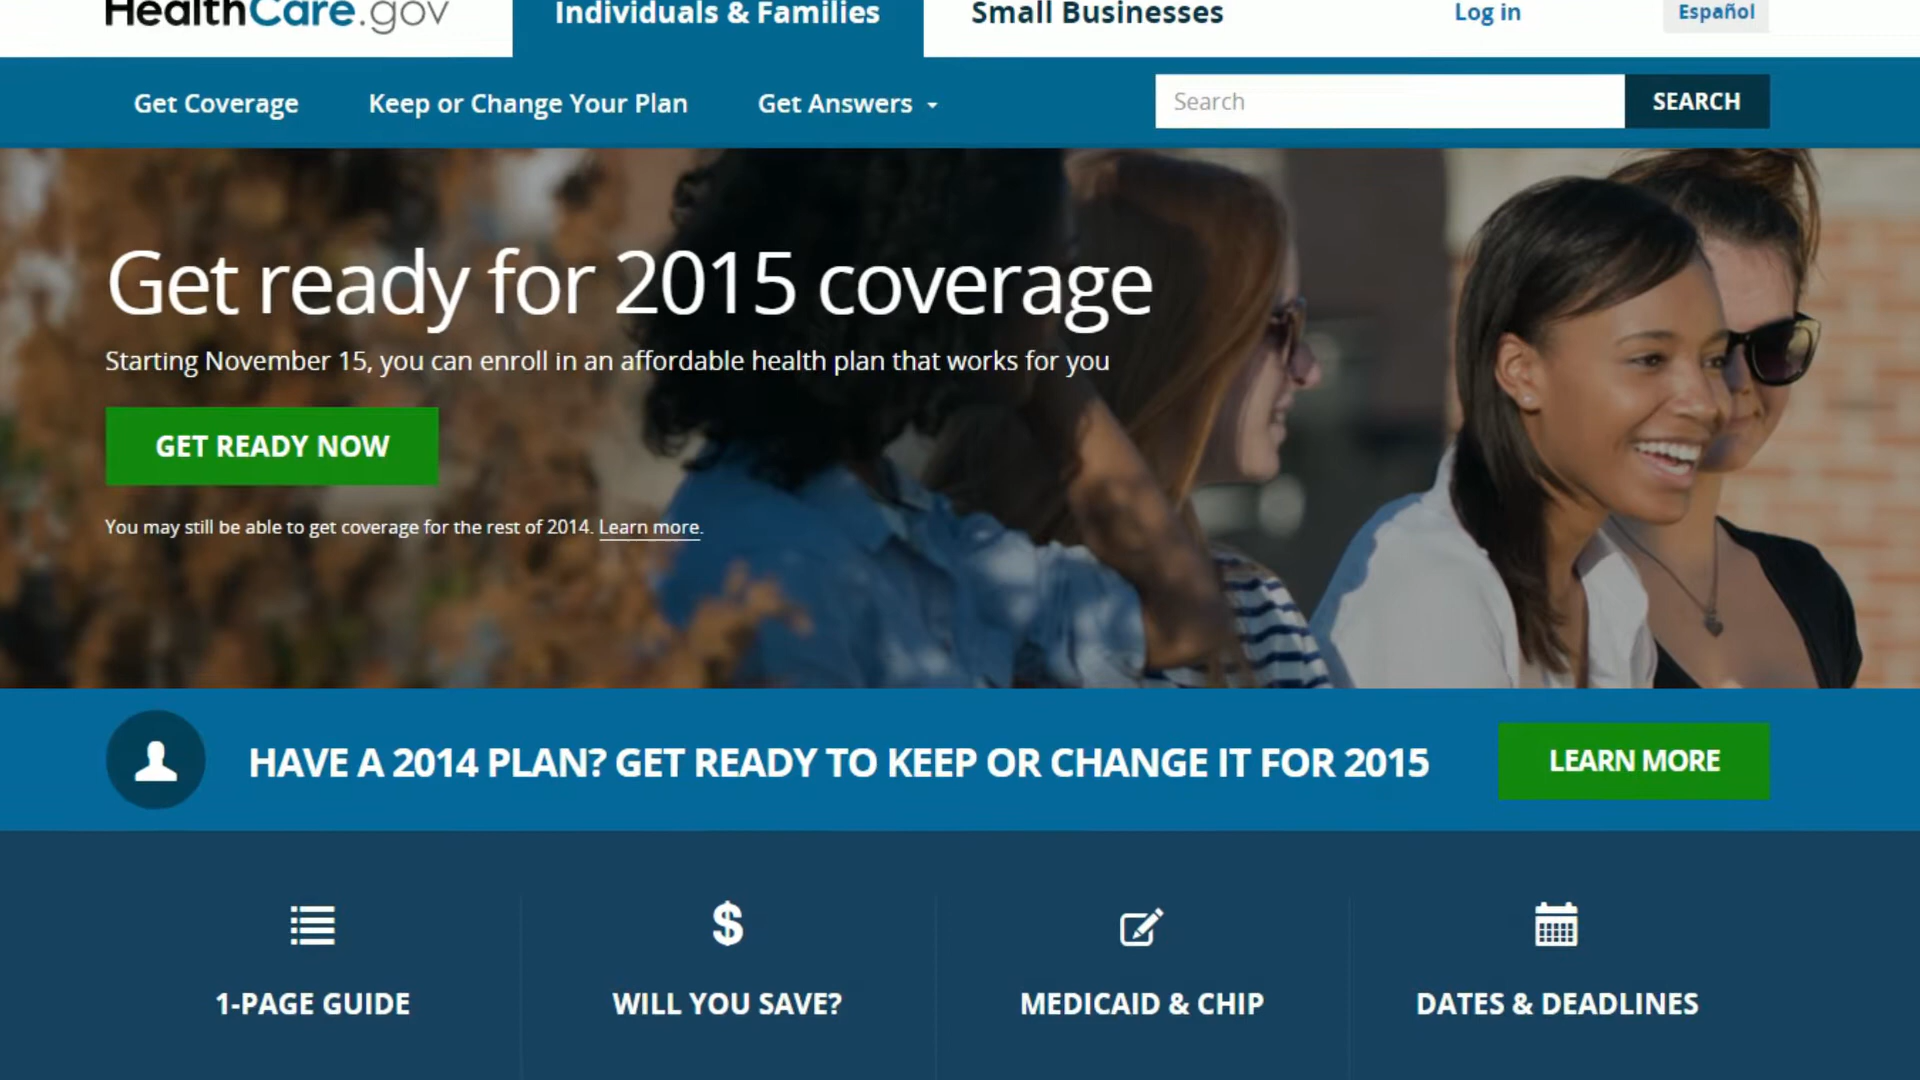 HealthCare.gov
Individuals & Families
Small Businesses
Log in
Español
Get Coverage
Keep or Change Your Plan
Get Answers
Search
SEARCH
Get ready for 2015 coverage
Starting November 15, you can enroll in an affordable health plan that works for you
GET READY NOW
You may still be able to get coverage for the rest of 2014. Learn more.
HAVE A 2014 PLAN? GET READY TO KEEP OR CHANGE IT FOR 2015
LEARN MORE
1-PAGE GUIDE
WILL YOU SAVE?
MEDICAID & CHIP
DATES & DEADLINES